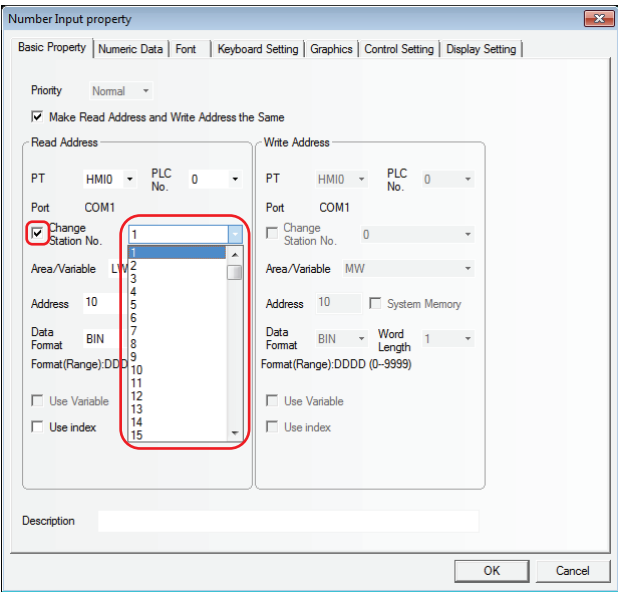 Number Input property
Basic Property Numeric Data Font Keyboard Setting Graphics Control Setting Display Setting
Priority Normal
Make Read Address and Write Address the Same
Read Address
PT HMI0 PLC No. 0
Port COM1
Change Station No. 1
1
2
3
4
5
6
7
8
9
10
11
12
13
14
15
Area/Variable
Address 10
Data Format BIN
Format(Range):DDD
Use Variable
Use index
Write Address
PT HMI0 PLC No. 0
Port COM1
Change Station No. 0
Area/Variable MW
Address 10 System Memory
Data Format BIN Word Length 1
Format(Range):DDDD (0~9999)
Use Variable
Use index
Description
OK Cancel